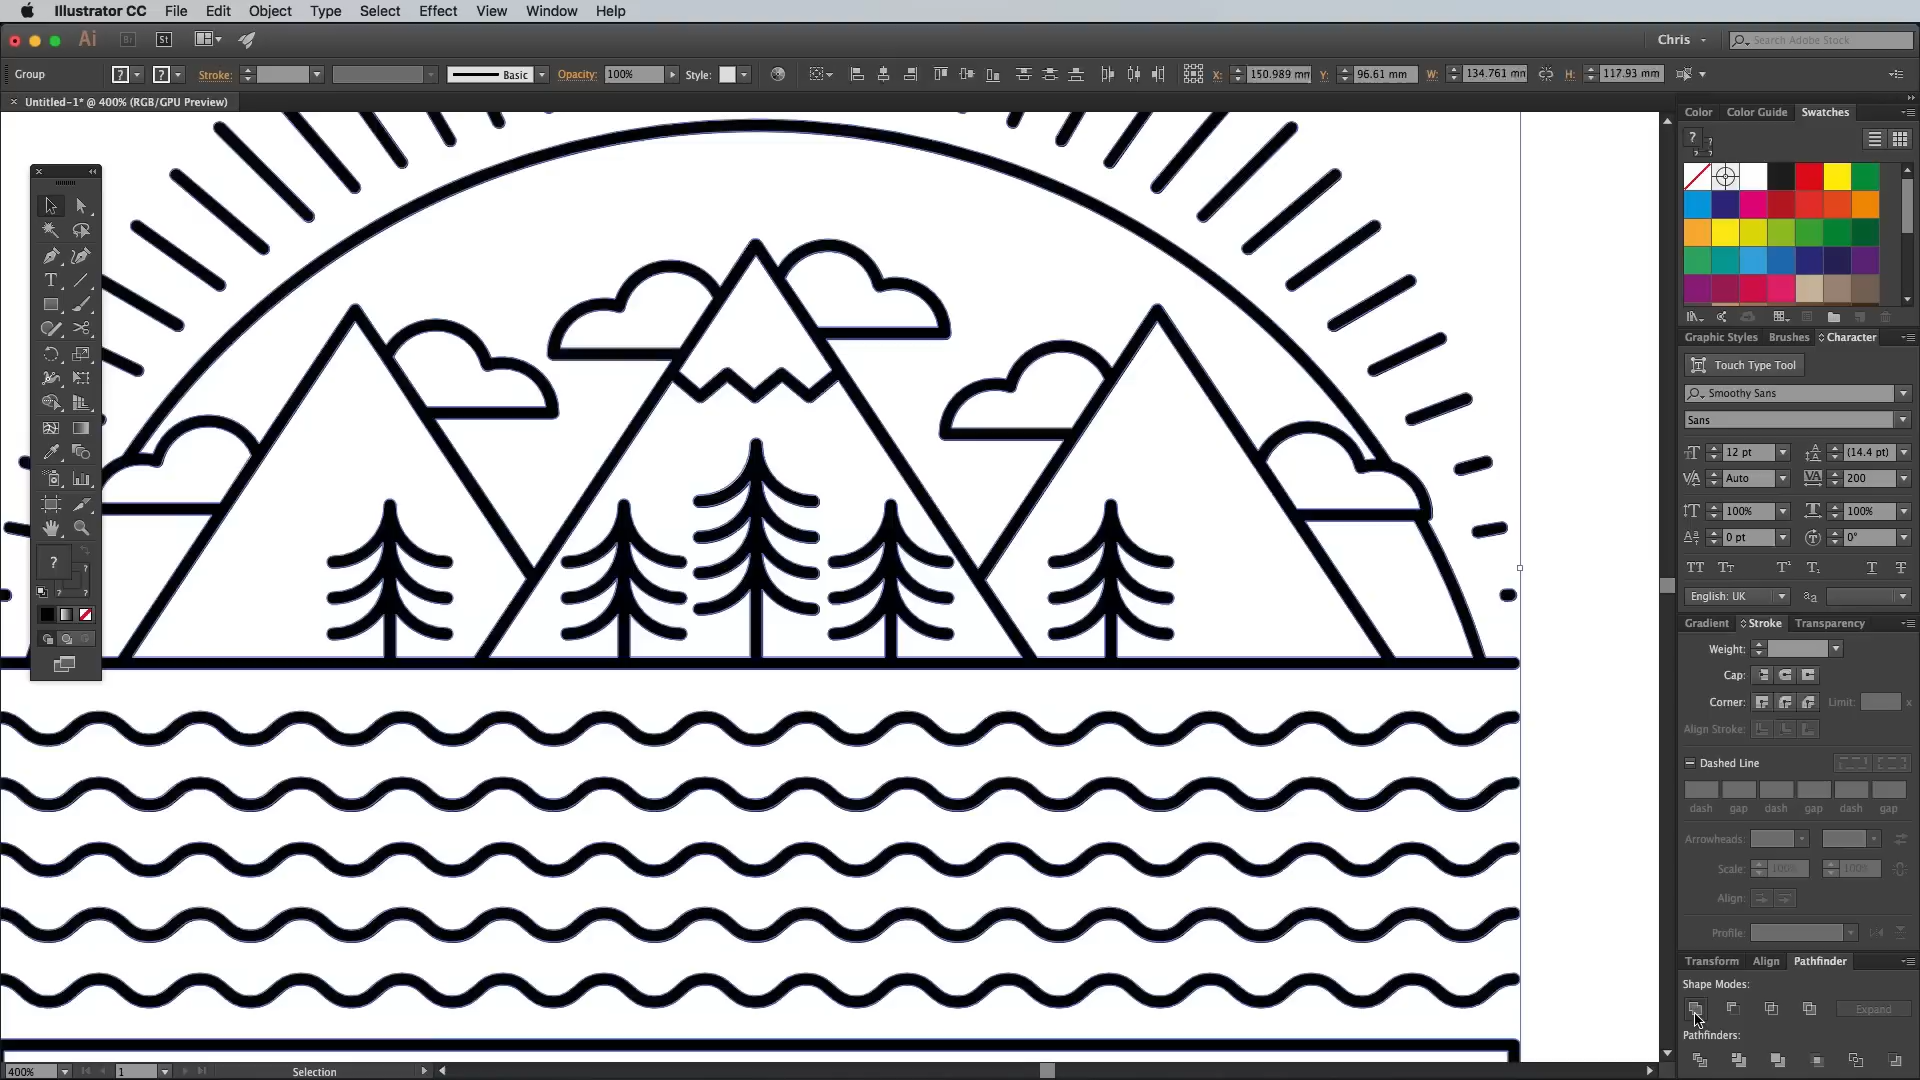 Illustrator CC File Edit Object Type Select Effect View Window Help
Ai Br St Chris Search Adobe Stock
Group ? ? Stroke: Basic Opacity: 100% Style: X: 150.989 mm Y: 96.61 mm W: 134.761 mm H: 117.93 mm
× Untitled-1* @ 400% (RGB/GPU Preview)
Color Color Guide Swatches
?
?
Graphic Styles Brushes Character
Touch Type Tool
Smoothy Sans
Sans
12 pt (14.4 pt)
Auto 200
100% 100%
0 pt 0°
English: UK
Gradient Stroke Transparency
Weight:
Cap:
Corner: Limit: x
Align Stroke:
Dashed Line
dash gap dash gap dash gap
Arrowheads:
Scale: 100% 100%
Align:
Profile:
Transform Align Pathfinder
Shape Modes:
Expand
Pathfinders:
400% 1 Selection